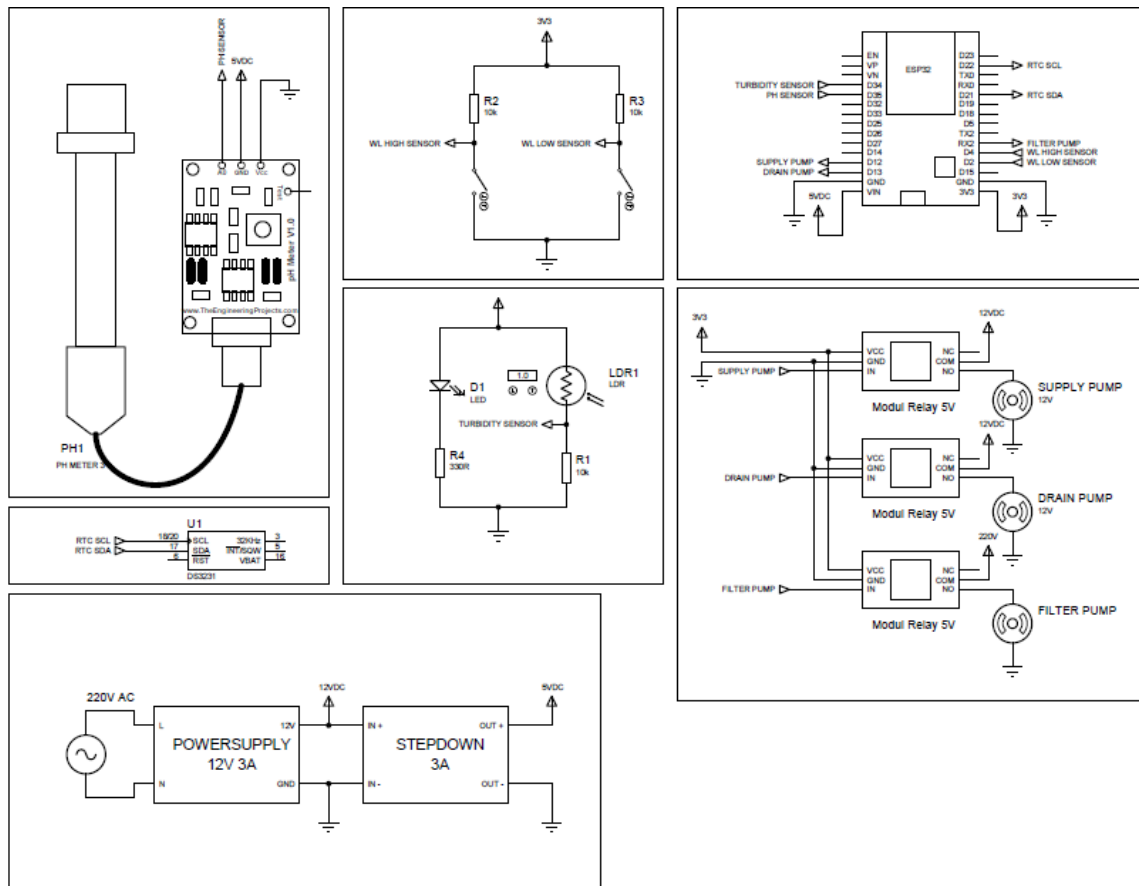 PH SENSOR
5VDC
A0 GND Vcc
Test
pH Meter V1.0
www.TheEngineeringProjects.com
PH1
PH METER
3V3
R2
10k
R3
10k
WL HIGH SENSOR
WL LOW SENSOR
ESP32
EN
VP
VN
TURBIDITY SENSOR D34
PH SENSOR D35
D32
D33
D25
D26
D27
D14
SUPPLY PUMP D12
DRAIN PUMP D13
GND
VIN
5VDC
D23
D22 RTC SCL
TXD
RXD
D21 RTC SDA
D19
D18
D5
TX2
RX2 FILTER PUMP
D4 WL HIGH SENSOR
D2 WL LOW SENSOR
D15
GND
3V3
3V3
D1
LED
1.0
LDR1
LDR
TURBIDITY SENSOR
R4
330R
R1
10k
3V3
12VDC
VCC NC
GND COM
SUPPLY PUMP IN NO
SUPPLY PUMP
12V
Modul Relay 5V
12VDC
VCC NC
GND COM
DRAIN PUMP IN NO
DRAIN PUMP
12V
Modul Relay 5V
220V
VCC NC
GND COM
FILTER PUMP IN NO
FILTER PUMP
Modul Relay 5V
U1
RTC SCL 18/20 SCL 32KHz 3
RTC SDA 17 SDA INT/SQW 5
6 RST VBAT 16
DS3231
220V AC
L 12V
POWERSUPPLY
12V 3A
N GND
12VDC
IN + OUT +
STEPDOWN
3A
IN - OUT -
5VDC